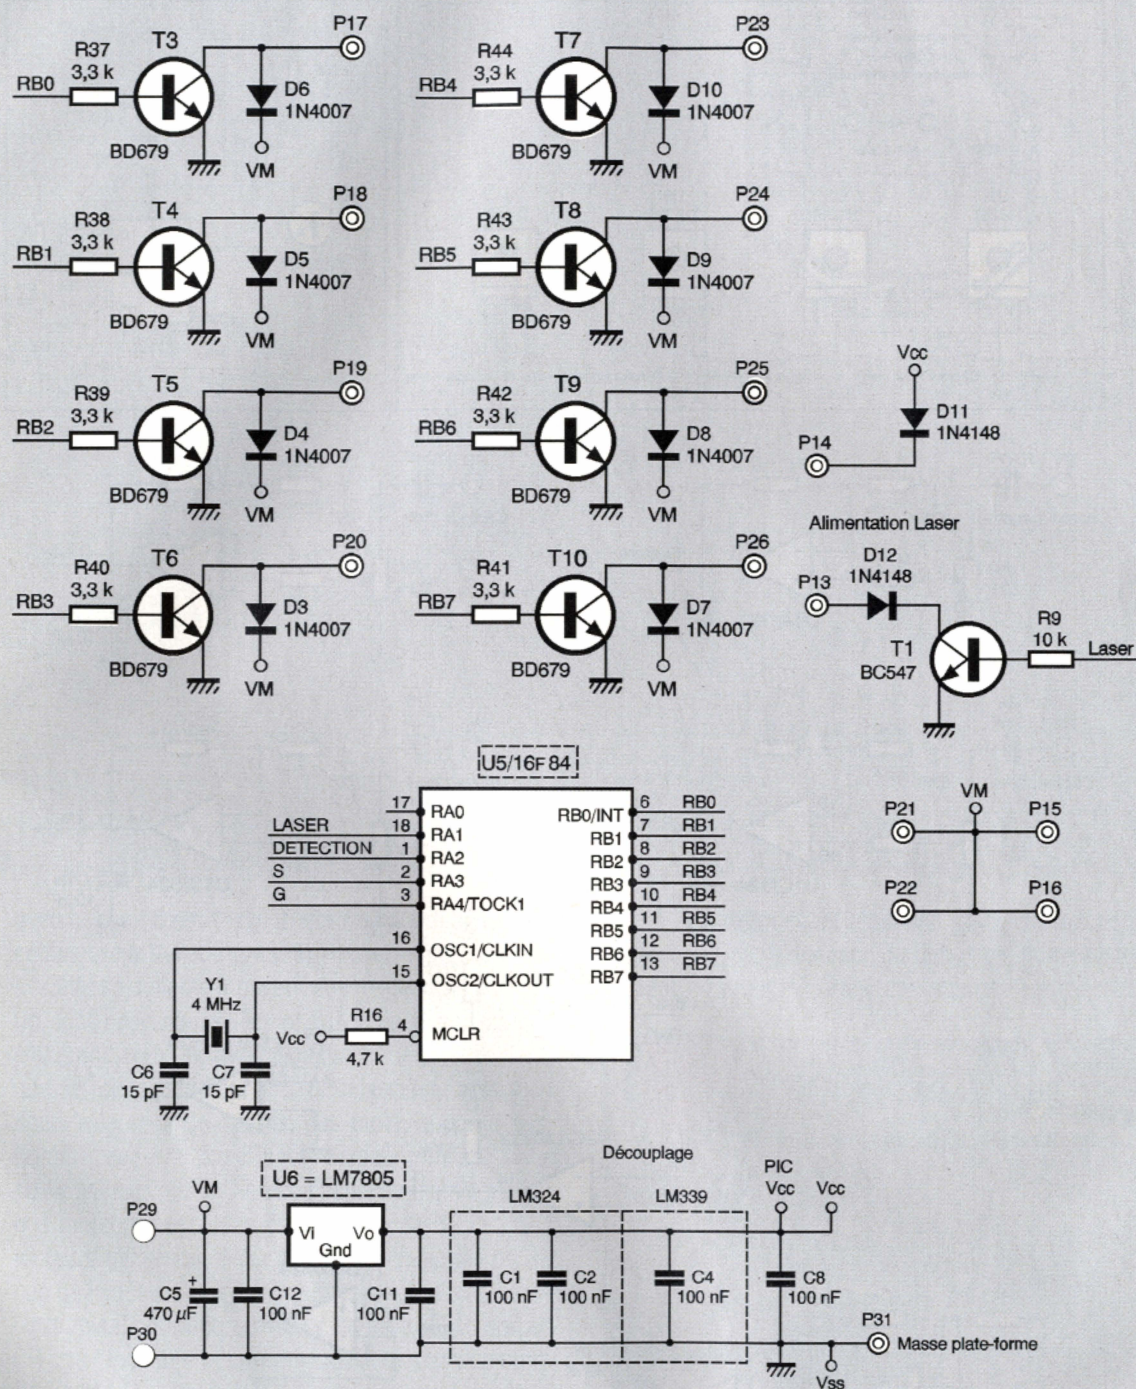 P17
T3
R37
3,3 k
RB0
D6
1N4007
BD679
VM
P23
T7
R44
3,3 k
RB4
D10
1N4007
BD679
VM
P18
T4
R38
3,3 k
RB1
D5
1N4007
BD679
VM
P24
T8
R43
3,3 k
RB5
D9
1N4007
BD679
VM
P19
T5
R39
3,3 k
RB2
D4
1N4007
BD679
VM
P25
T9
R42
3,3 k
RB6
D8
1N4007
BD679
VM
Vcc
D11
1N4148
P14
P20
T6
R40
3,3 k
RB3
D3
1N4007
BD679
VM
P26
T10
R41
3,3 k
RB7
D7
1N4007
BD679
VM
Alimentation Laser
D12
1N4148
P13
R9
10 k
T1
BC547
Laser
U5/16F84
17 RA0
LASER 18 RA1
DETECTION 1 RA2
S 2 RA3
G 3 RA4/TOCK1
16 OSC1/CLKIN
15 OSC2/CLKOUT
4 MCLR
RB0/INT 6 RB0
RB1 7 RB1
RB2 8 RB2
RB3 9 RB3
RB4 10 RB4
RB5 11 RB5
RB6 12 RB6
RB7 13 RB7
Y1
4 MHz
Vcc
R16
4,7 k
C6
15 pF
C7
15 pF
VM
P21
P15
P22
P16
Découplage
U6 = LM7805
VM
P29
Vi
Vo
Gnd
LM324
LM339
PIC
Vcc
Vcc
+
C5
470 µF
C12
100 nF
C11
100 nF
C1
100 nF
C2
100 nF
C4
100 nF
C8
100 nF
P30
P31
Masse plate-forme
Vss